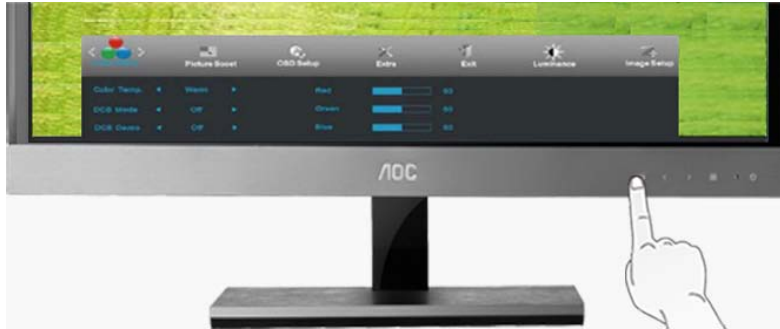 Picture Boost OSD Setup Extra Exit Luminance Image Setup
Color Temp. Warm Red 50
DCB Mode Off Green 50
DCB Demo Off Blue 50
AOC